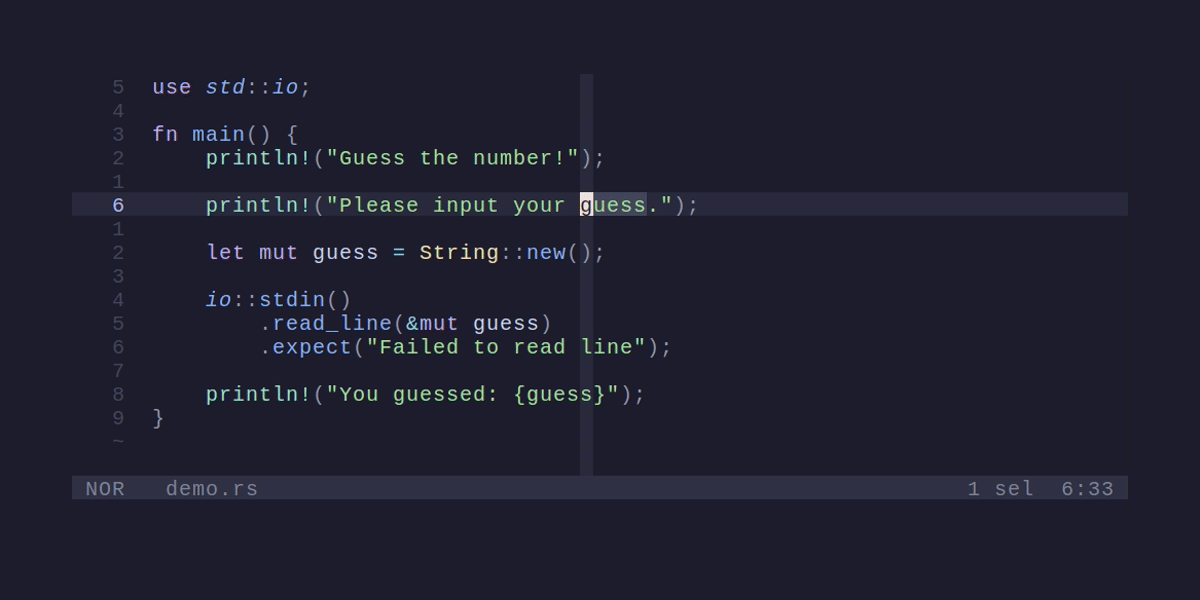 5 use std::io;
4
3 fn main() {
2     println!("Guess the number!");
1
6     println!("Please input your guess.");
1
2     let mut guess = String::new();
3
4     io::stdin()
5         .read_line(&mut guess)
6         .expect("Failed to read line");
7
8     println!("You guessed: {guess}");
9 }
~
NOR demo.rs 1 sel 6:33